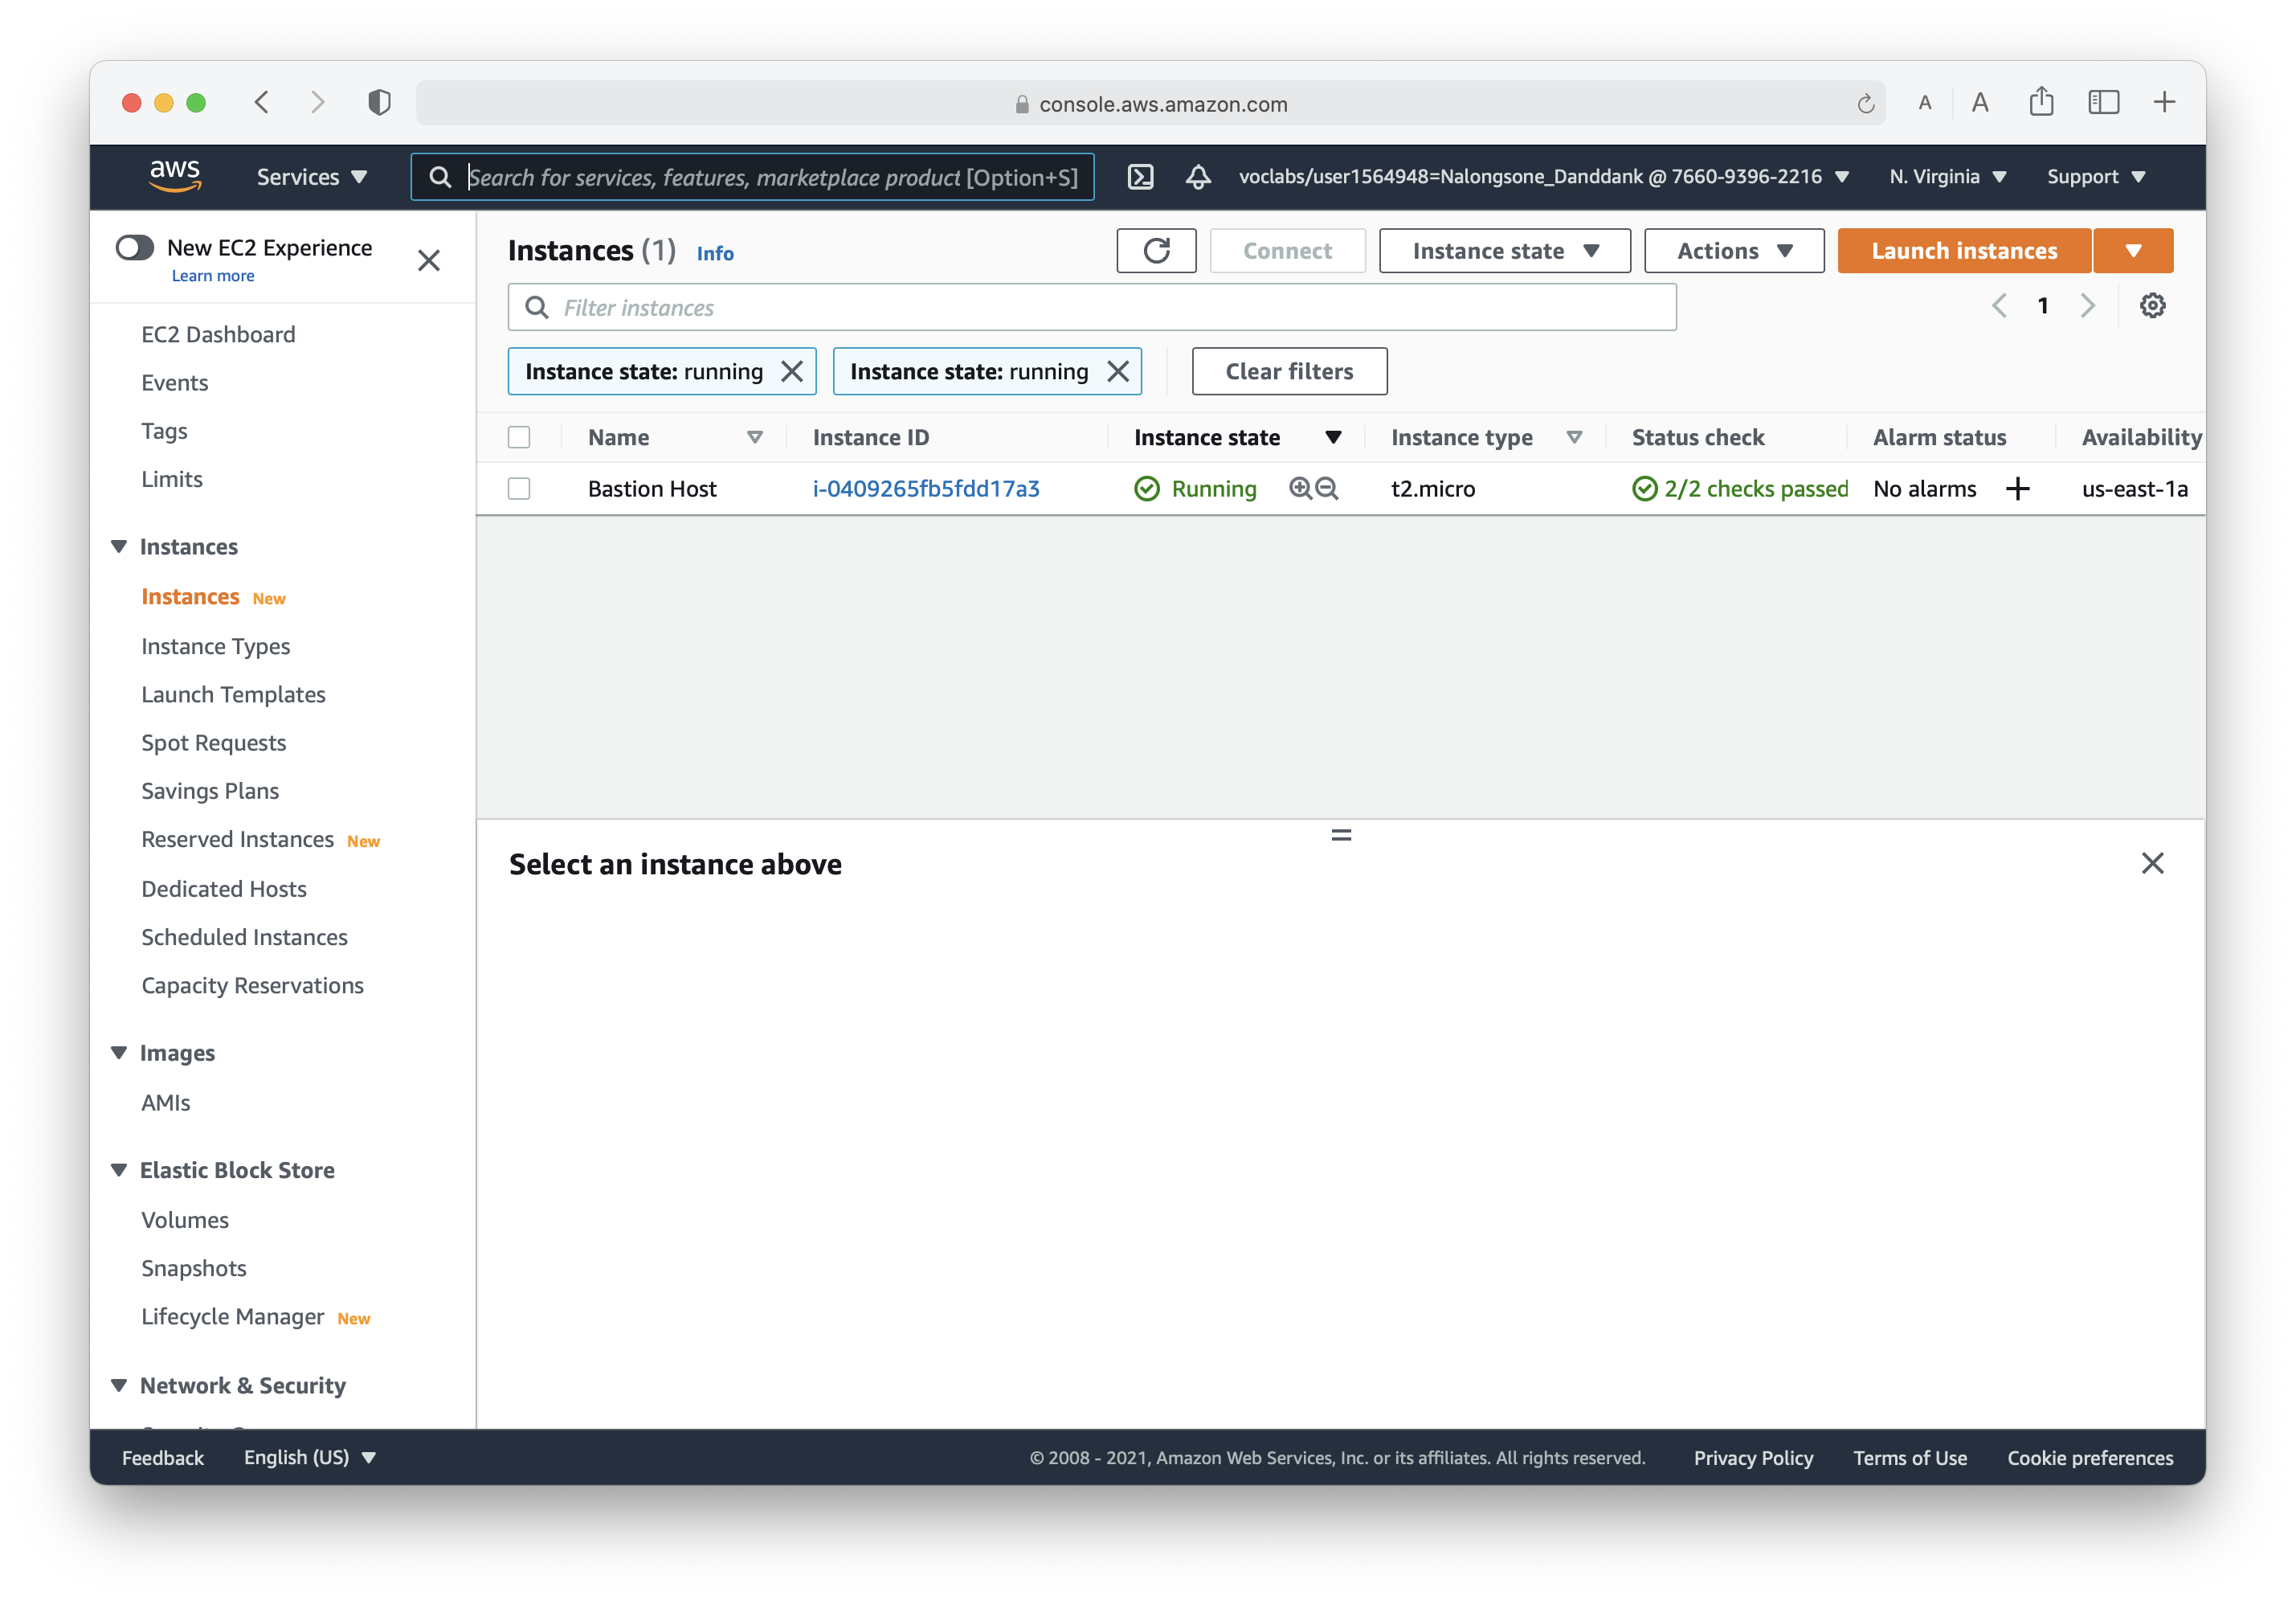 console.aws.amazon.com
A A
aws Services Search for services, features, marketplace product [Option+S] voclabs/user1564948=Nalongsone_Danddank @ 7660-9396-2216 N. Virginia Support
New EC2 Experience
Learn more
EC2 Dashboard
Events
Tags
Limits
Instances
Instances New
Instance Types
Launch Templates
Spot Requests
Savings Plans
Reserved Instances New
Dedicated Hosts
Scheduled Instances
Capacity Reservations
Images
AMIs
Elastic Block Store
Volumes
Snapshots
Lifecycle Manager New
Network & Security
Instances (1) Info Connect Instance state Actions Launch instances
Filter instances 1
Instance state: running Instance state: running Clear filters
Name Instance ID Instance state Instance type Status check Alarm status Availability
Bastion Host i-0409265fb5fdd17a3 Running t2.micro 2/2 checks passed No alarms us-east-1a
Select an instance above
Feedback English (US) © 2008 - 2021, Amazon Web Services, Inc. or its affiliates. All rights reserved. Privacy Policy Terms of Use Cookie preferences